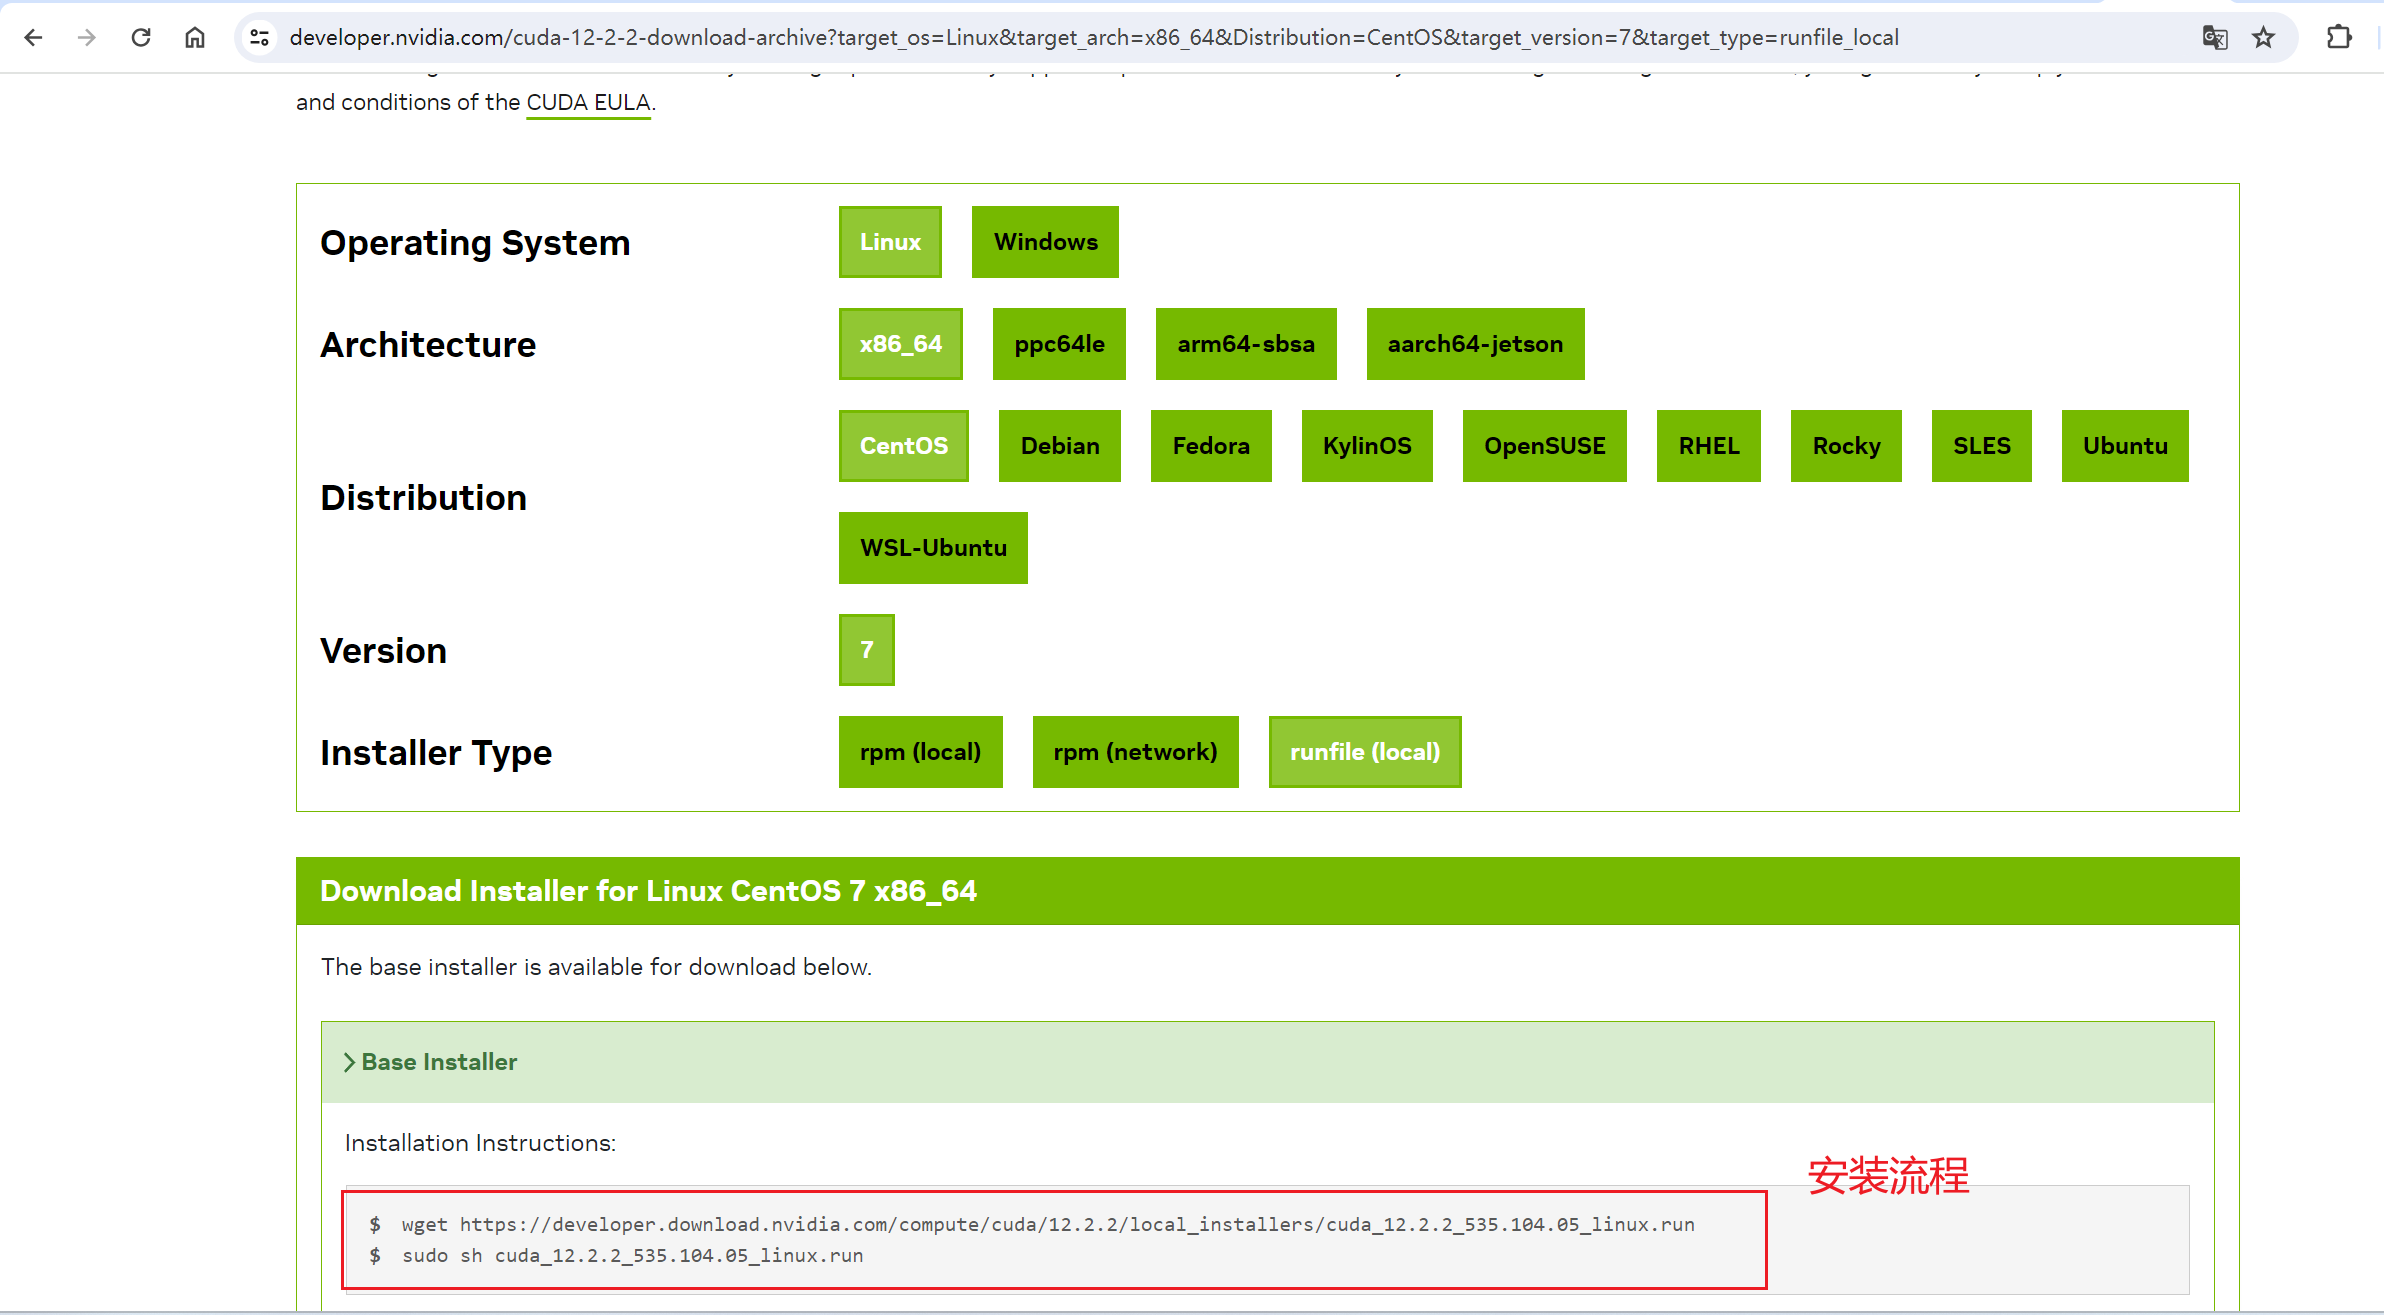 developer.nvidia.com/cuda-12-2-2-download-archive?target_os=Linux&target_arch=x86_64&Distribution=CentOS&target_version=7&target_type=runfile_local
and conditions of the CUDA EULA.
Operating System
Linux
Windows
Architecture
x86_64
ppc64le
arm64-sbsa
aarch64-jetson
Distribution
CentOS
Debian
Fedora
KylinOS
OpenSUSE
RHEL
Rocky
SLES
Ubuntu
WSL-Ubuntu
Version
7
Installer Type
rpm (local)
rpm (network)
runfile (local)
Download Installer for Linux CentOS 7 x86_64
The base installer is available for download below.
Base Installer
Installation Instructions:
安装流程
$ wget https://developer.download.nvidia.com/compute/cuda/12.2.2/local_installers/cuda_12.2.2_535.104.05_linux.run
$ sudo sh cuda_12.2.2_535.104.05_linux.run